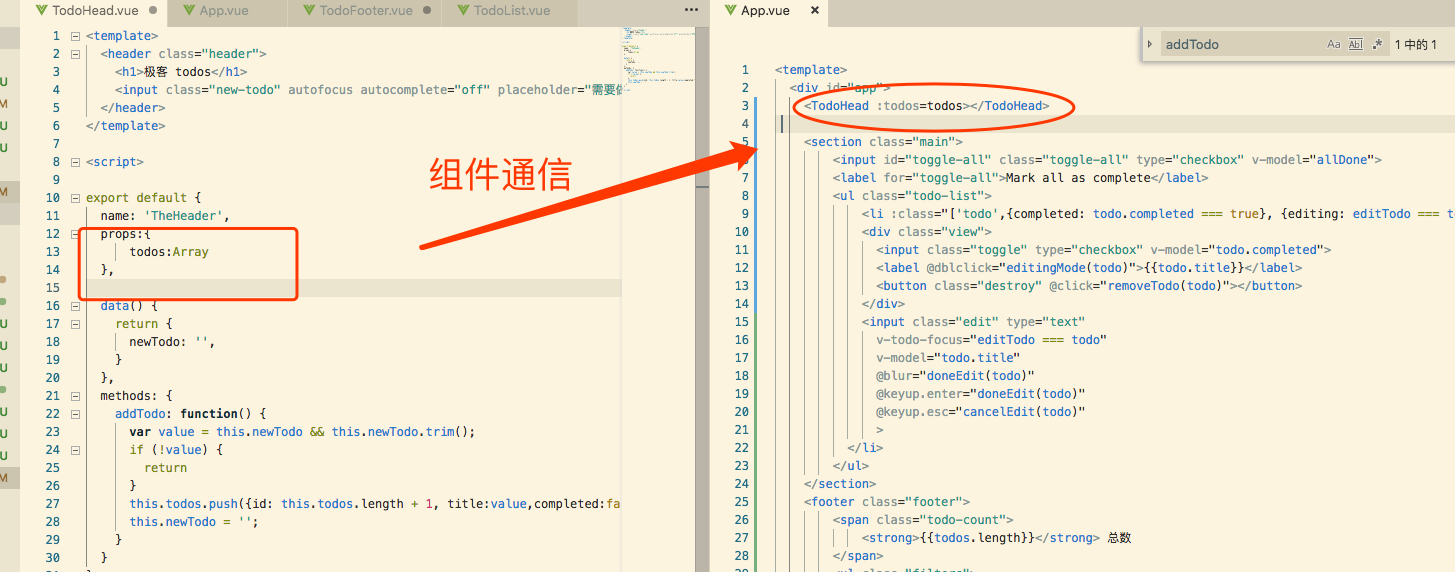 TodoHead.vue App.vue TodoFooter.vue TodoList.vue ···
1 <template>
2 <header class="header">
3 <h1>极客 todos</h1>
4 <input class="new-todo" autofocus autocomplete="off" placeholder="需要做
5 </header>
6 </template>
7
8 <script>
9
10 export default {
11 name: 'TheHeader',
12 props:{
13 todos:Array
14 },
15
16 data() {
17 return {
18 newTodo: '',
19 }
20 },
21 methods: {
22 addTodo: function() {
23 var value = this.newTodo && this.newTodo.trim();
24 if (!value) {
25 return
26 }
27 this.todos.push({id: this.todos.length + 1, title:value,completed:fa
28 this.newTodo = '';
29 }
30 }
组件通信
App.vue ×
addTodo Aa Abl .* 1 中的 1
1 <template>
2 <div id="app">
3 <TodoHead :todos=todos></TodoHead>
4
5 <section class="main">
6 <input id="toggle-all" class="toggle-all" type="checkbox" v-model="allDone">
7 <label for="toggle-all">Mark all as complete</label>
8 <ul class="todo-list">
9 <li :class="['todo',{completed: todo.completed === true}, {editing: editTodo === to
10 <div class="view">
11 <input class="toggle" type="checkbox" v-model="todo.completed">
12 <label @dblclick="editingMode(todo)">{{todo.title}}</label>
13 <button class="destroy" @click="removeTodo(todo)"></button>
14 </div>
15 <input class="edit" type="text"
16 v-todo-focus="editTodo === todo"
17 v-model="todo.title"
18 @blur="doneEdit(todo)"
19 @keyup.enter="doneEdit(todo)"
20 @keyup.esc="cancelEdit(todo)"
21 >
22 </li>
23 </ul>
24 </section>
25 <footer class="footer">
26 <span class="todo-count">
27 <strong>{{todos.length}}</strong> 总数
28 </span>